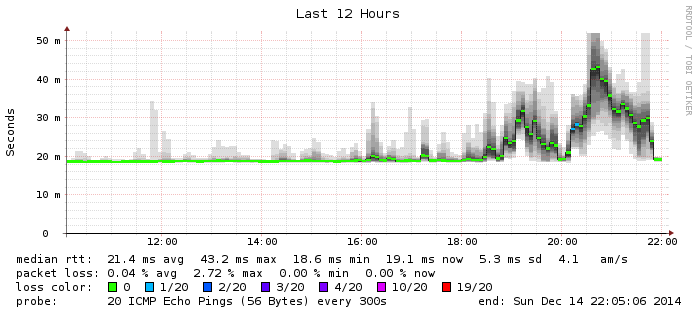 Last 12 Hours
RRDTOOL / TOBI OETIKER
Seconds
50 m
40 m
30 m
20 m
10 m
0
12:00 14:00 16:00 18:00 20:00 22:00
median rtt: 21.4 ms avg 43.2 ms max 18.6 ms min 19.1 ms now 5.3 ms sd 4.1 am/s
packet loss: 0.04 % avg 2.72 % max 0.00 % min 0.00 % now
loss color: 0 1/20 2/20 3/20 4/20 10/20 19/20
probe: 20 ICMP Echo Pings (56 Bytes) every 300s end: Sun Dec 14 22:05:06 2014